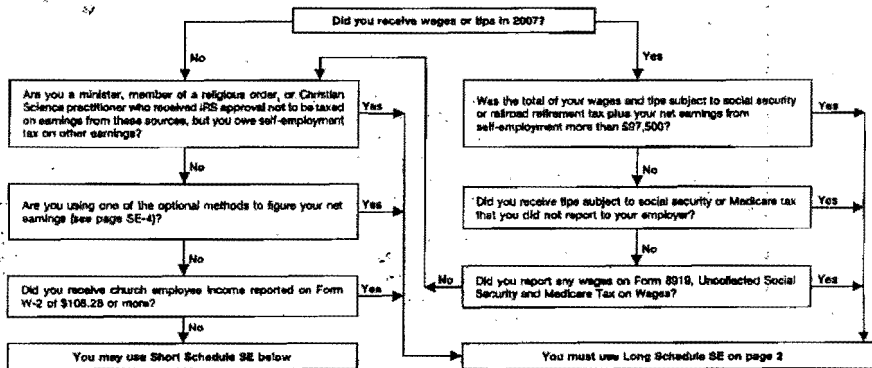 Did you receive wages or tips in 2007?
No
Yes
Are you a minister, member of a religious order, or Christian
Science practitioner who received IRS approval not to be taxed
on earnings from these sources, but you owe self-employment
tax on other earnings?
Yes
Was the total of your wages and tips subject to social security
or railroad retirement tax plus your net earnings from
self-employment more than $97,500?
Yes
No
No
Are you using one of the optional methods to figure your net
earnings (see page SE-4)?
Yes
Did you receive tips subject to social security or Medicare tax
that you did not report to your employer?
Yes
No
No
Did you receive church employee income reported on Form
W-2 of $108.28 or more?
Yes
No
Did you report any wages on Form 8919, Uncollected Social
Security and Medicare Tax on Wages?
Yes
No
You may use Short Schedule SE below
You must use Long Schedule SE on page 2